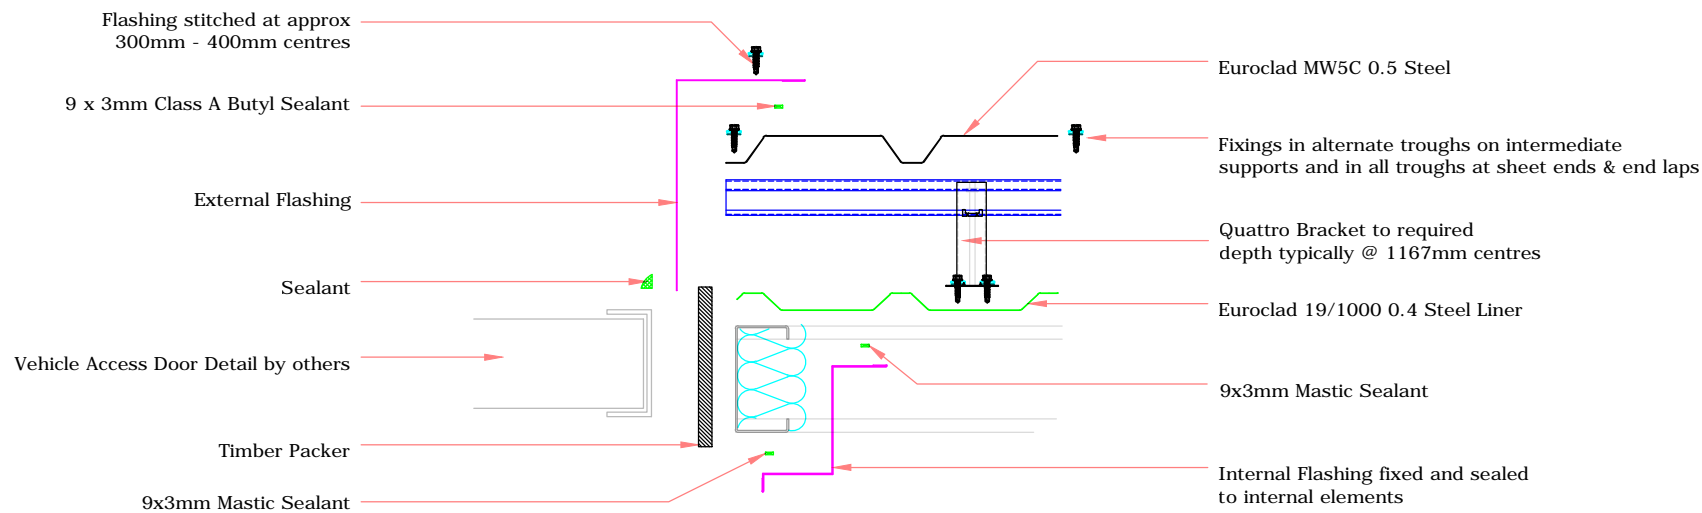 Flashing stitched at approx
300mm - 400mm centres
9 x 3mm Class A Butyl Sealant
External Flashing
Sealant
Vehicle Access Door Detail by others
Timber Packer
9x3mm Mastic Sealant
Euroclad MW5C 0.5 Steel
Fixings in alternate troughs on intermediate
supports and in all troughs at sheet ends & end laps
Quattro Bracket to required
depth typically @ 1167mm centres
Euroclad 19/1000 0.4 Steel Liner
9x3mm Mastic Sealant
Internal Flashing fixed and sealed
to internal elements